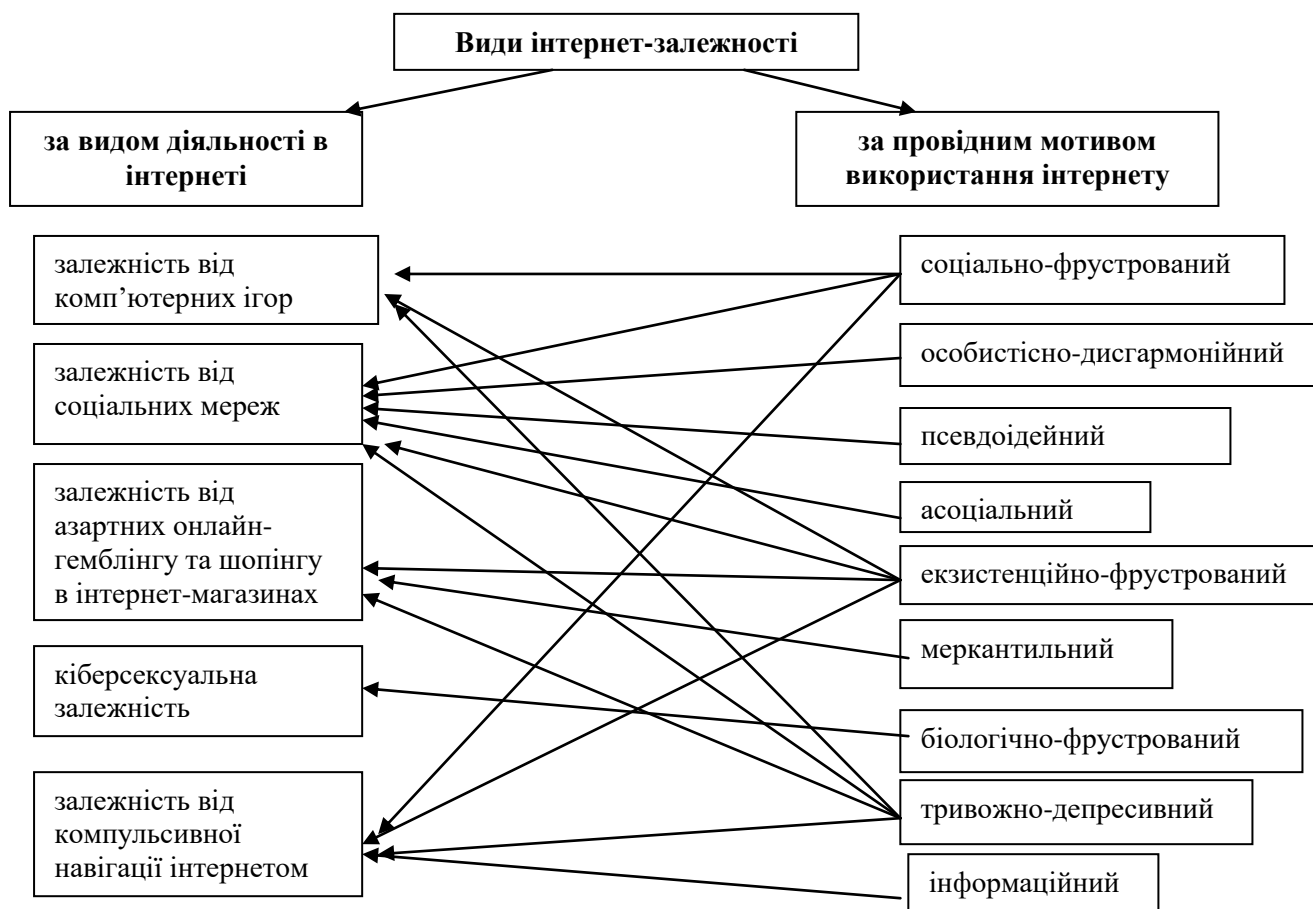 Види інтернет-залежності
за видом діяльності в
інтернеті
за провідним мотивом
використання інтернету
залежність від
комп’ютерних ігор
залежність від
соціальних мереж
залежність від
азартних онлайн-
гемблінгу та шопінгу
в інтернет-магазинах
кіберсексуальна
залежність
залежність від
компульсивної
навігації інтернетом
соціально-фрустрований
особистісно-дисгармонійний
псевдоідейний
асоціальний
екзистенційно-фрустрований
меркантильний
біологічно-фрустрований
тривожно-депресивний
інформаційний